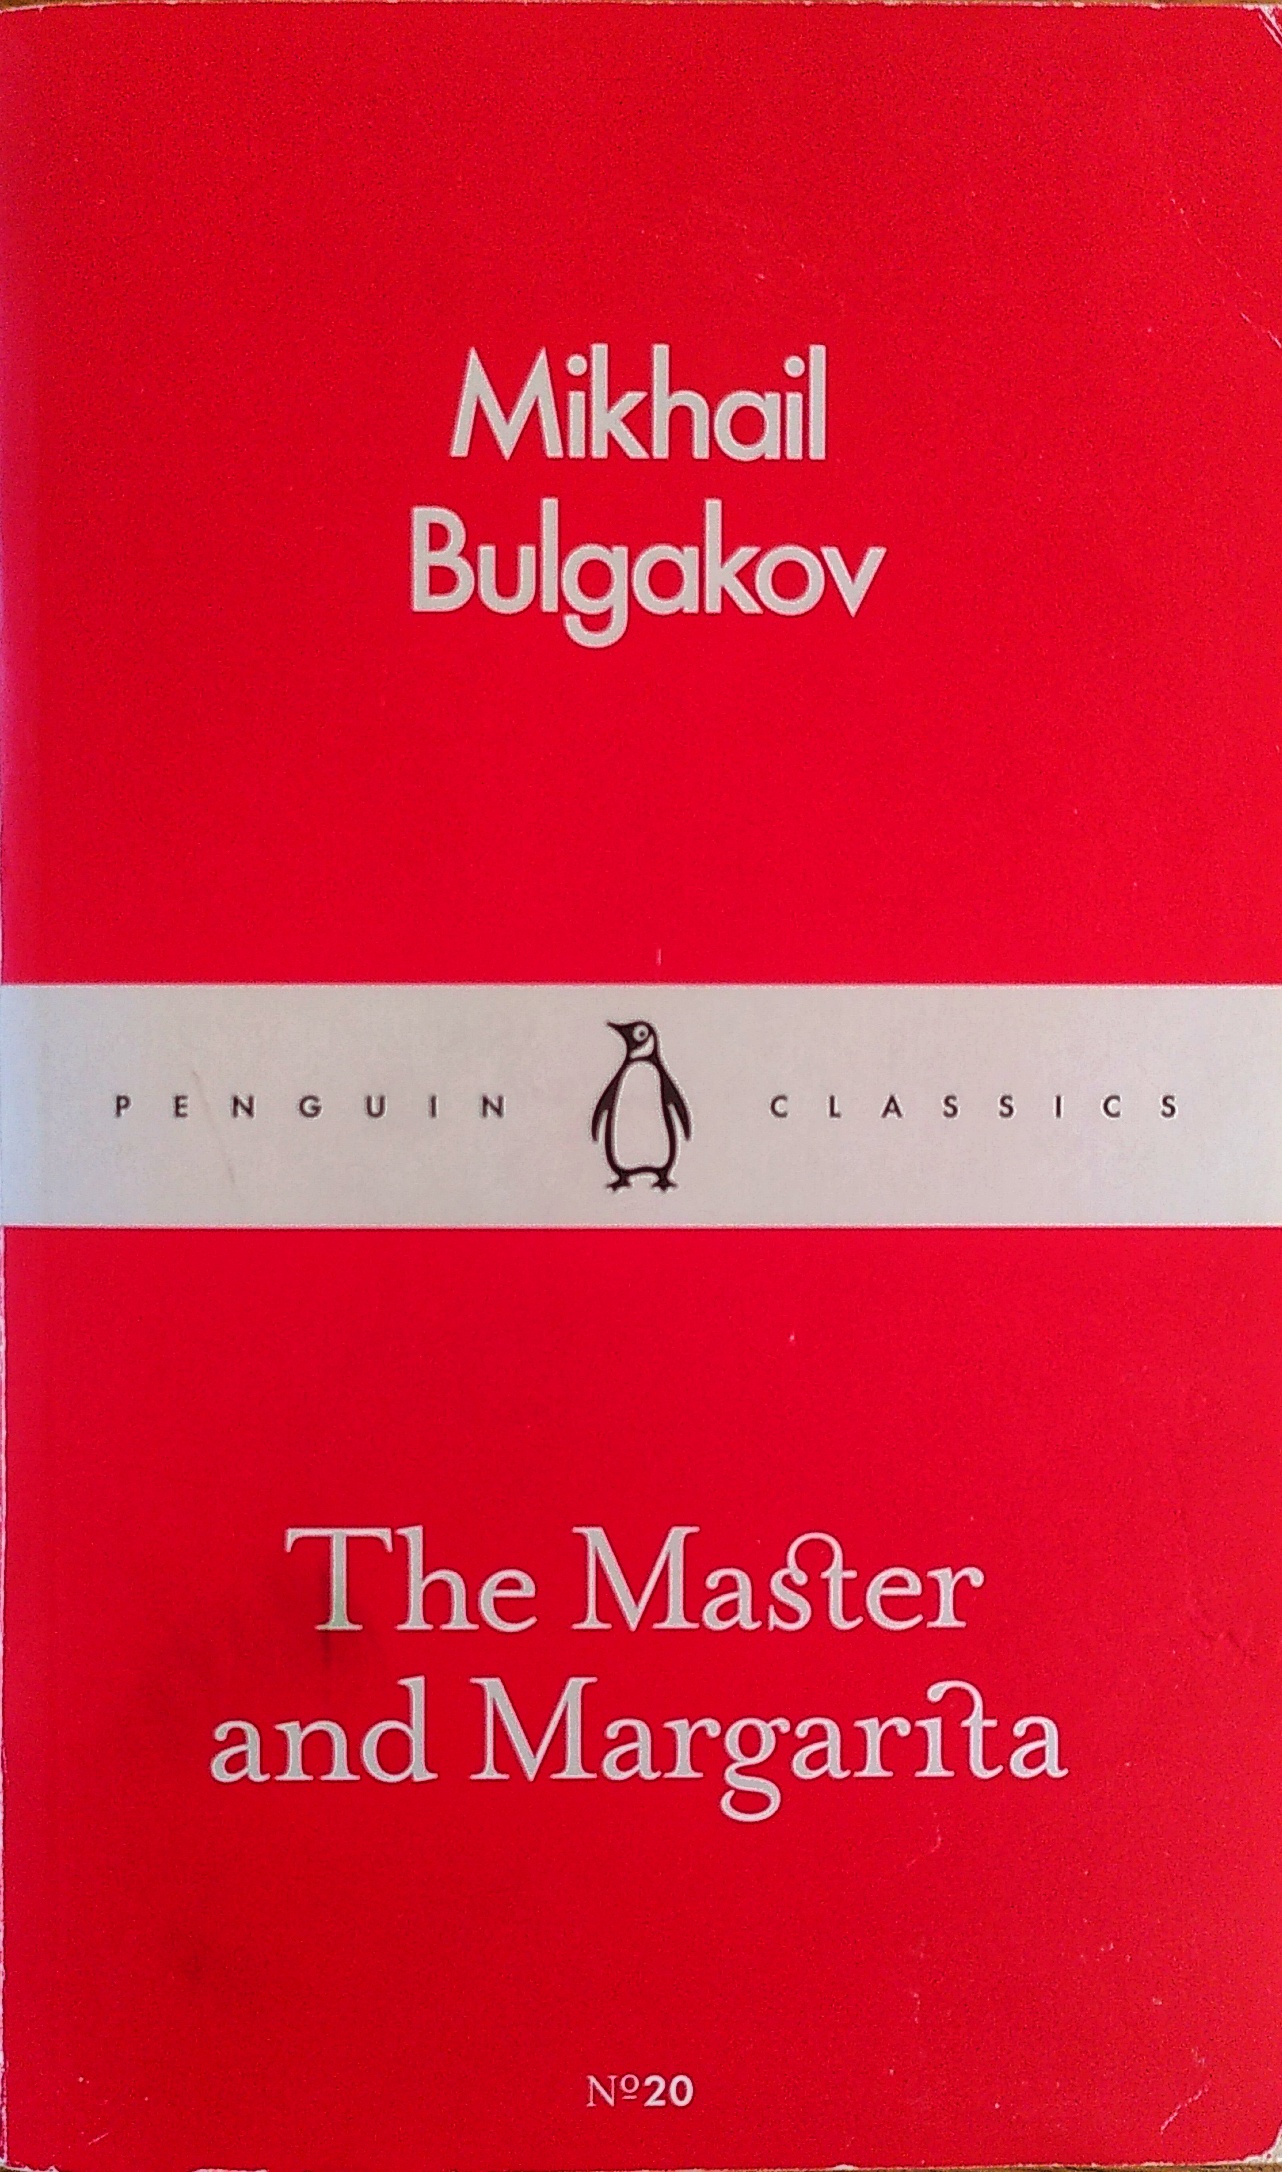 Mikhail
Bulgakov
PENGUIN CLASSICS
The Master
and Margarita
Nº20